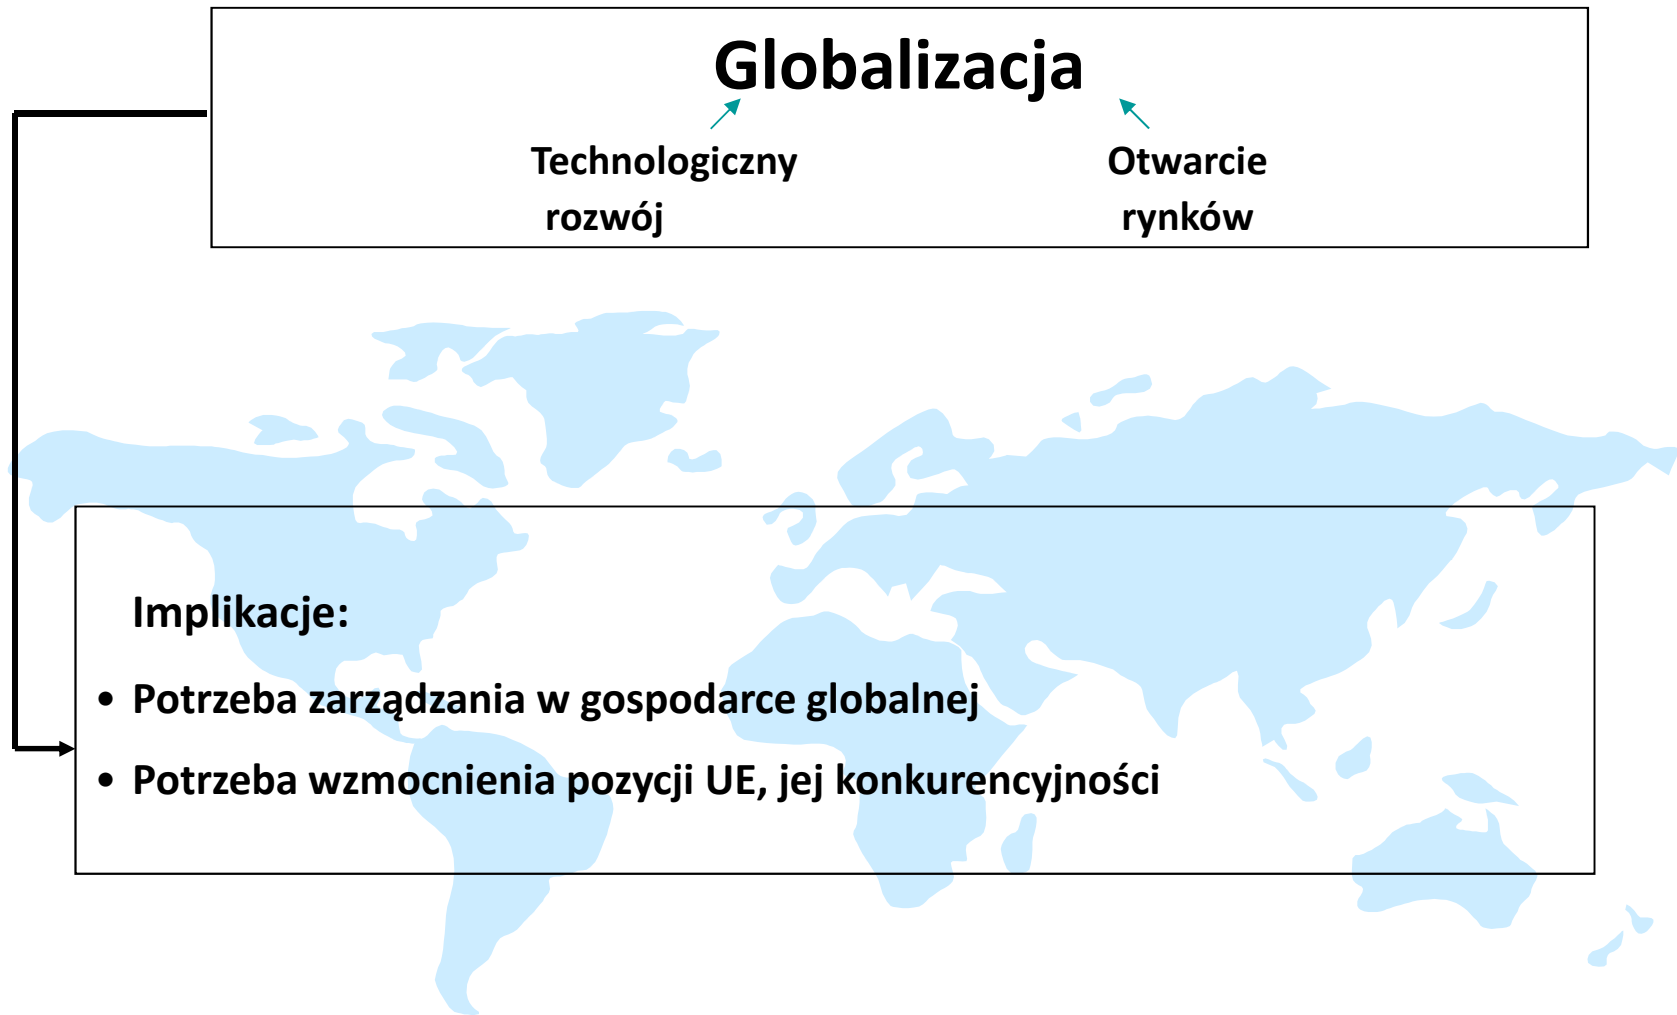 Globalizacja
Technologiczny Otwarcie
rozwój rynków
Implikacje:
• Potrzeba zarządzania w gospodarce globalnej
• Potrzeba wzmocnienia pozycji UE, jej konkurencyjności